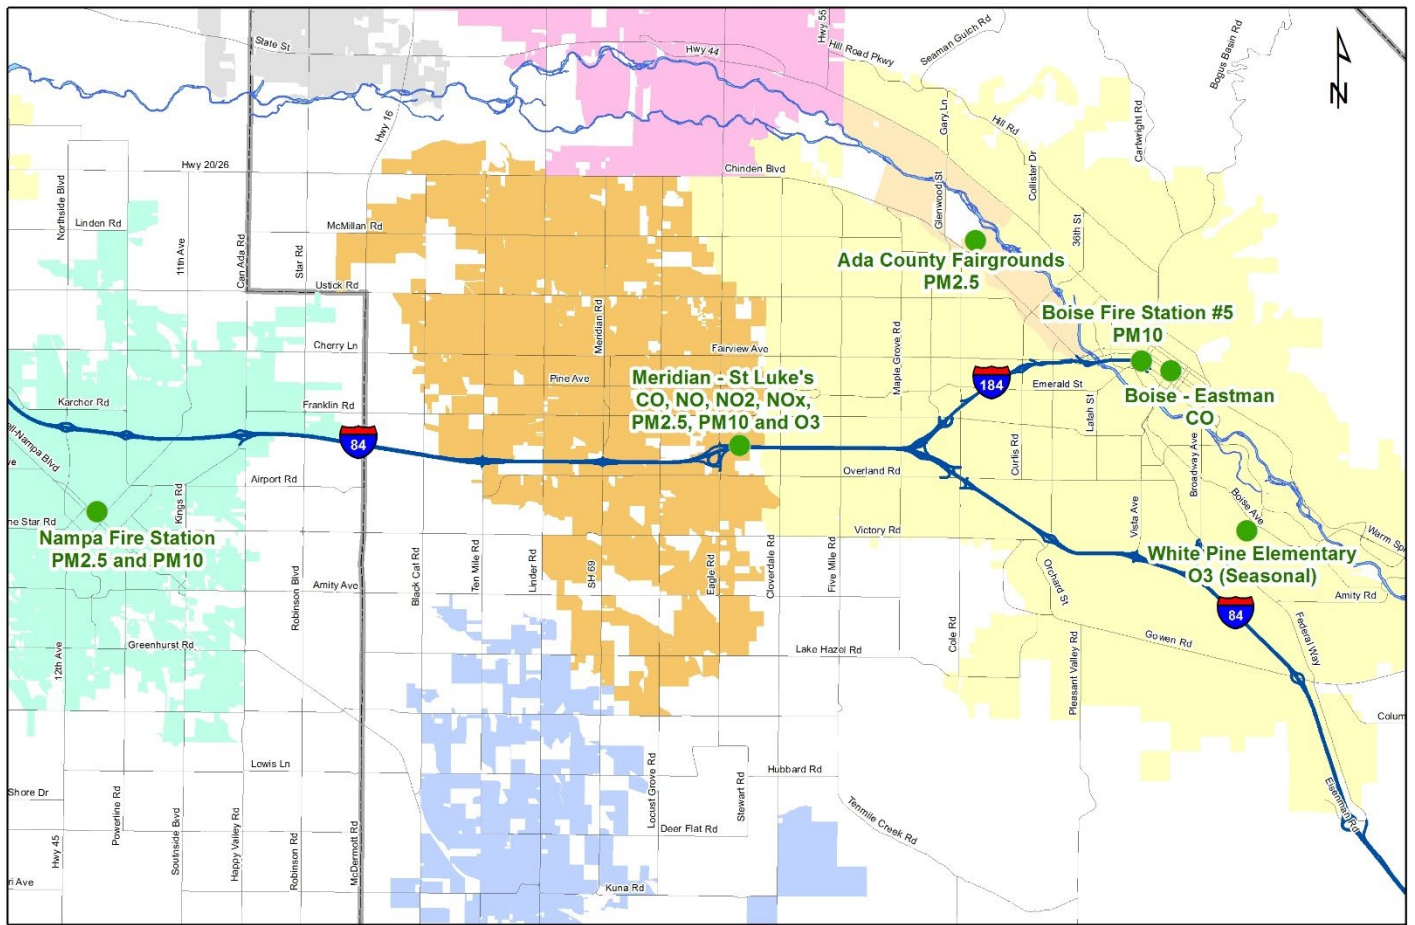 State St
Hwy 16
Hwy 44
Hwy 55
Hill Road Pkwy
Seaman Gulch Rd
Bogus Basin Rd
Cartwright Rd
Gary Ln
Hill Rd
Collister Dr
N
Hwy 20/26
Chinden Blvd
Glenwood St
36th St
Northside Blvd
Linden Rd
11th Ave
Can Ada Rd
Star Rd
McMillan Rd
Ustick Rd
Ada County Fairgrounds
PM2.5
Boise Fire Station #5
PM10
Meridian Rd
Cherry Ln
Fairview Ave
Maple Grove Rd
Pine Ave
Meridian - St Luke's
CO, NO, NO2, NOx,
PM2.5, PM10 and O3
184
Emerald St
Latah St
Boise - Eastman
CO
Karcher Rd
Franklin Rd
84
Curtis Rd
Broadway Ave
Overland Rd
Airport Rd
Kings Rd
Nampa Fire Station
PM2.5 and PM10
Victory Rd
Vista Ave
Boise Ave
White Pine Elementary
O3 (Seasonal)
84
Amity Rd
Robinson Blvd
Amity Ave
Black Cat Rd
Ten Mile Rd
Linder Rd
SH 69
Eagle Rd
Cloverdale Rd
Five Mile Rd
Orchard St
Cole Rd
Gowen Rd
Federal Way
12th Ave
Greenhurst Rd
Lake Hazel Rd
Pleasant Valley Rd
Lewis Ln
Hubbard Rd
Shore Dr
Powerline Rd
Southside Blvd
Happy Valley Rd
Robinson Rd
McDermott Rd
Locust Grove Rd
Stewart Rd
Deer Flat Rd
Tenmile Creek Rd
Eisenman Rd
Hwy 45
Kuna Rd